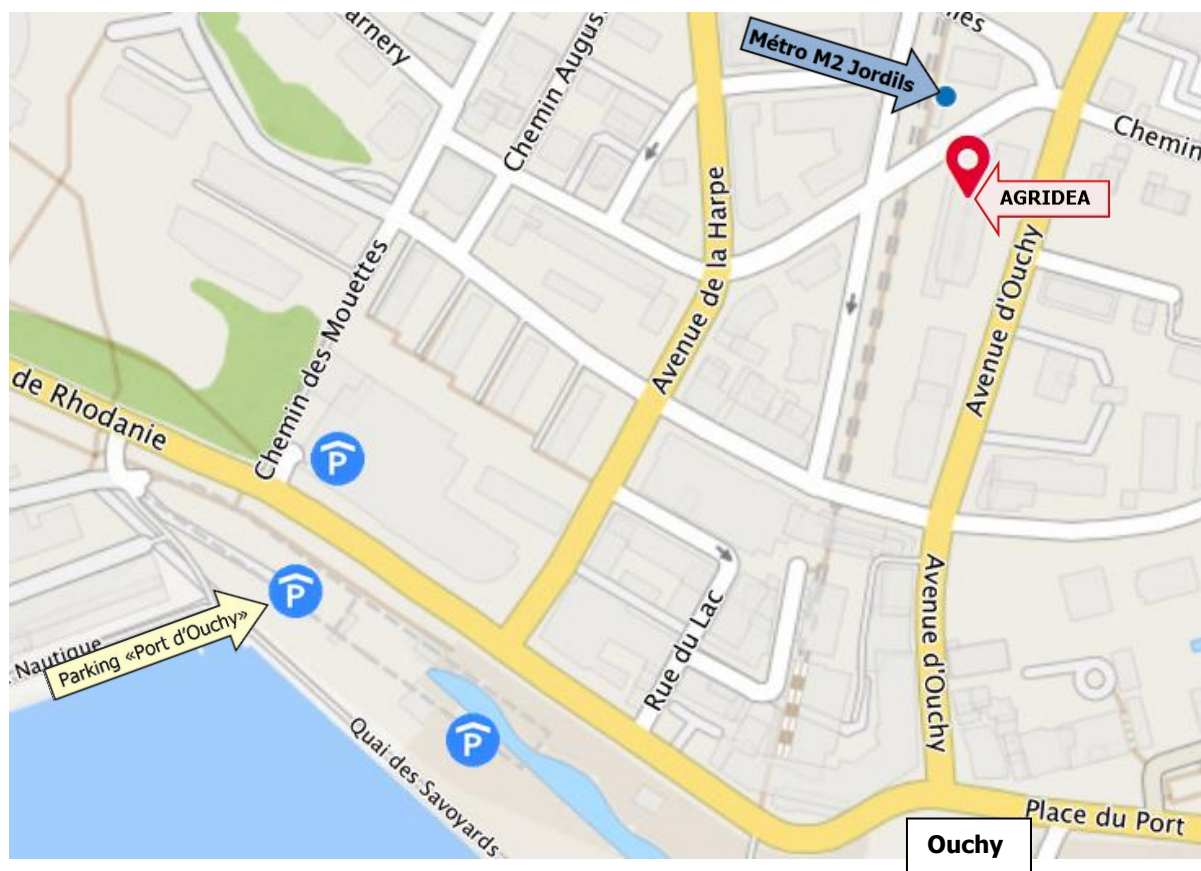 arnery
Chemin Augus
Métro M2 Jordils
Chemin
AGRIDEA
Avenue de la Harpe
Avenue d'Ouchy
Chemin des Mouettes
de Rhodanie
P
P
Parking «Port d'Ouchy»
Nautique
Rue du Lac
Avenue d'Ouchy
P
Quai des Savoyards
Place du Port
Ouchy